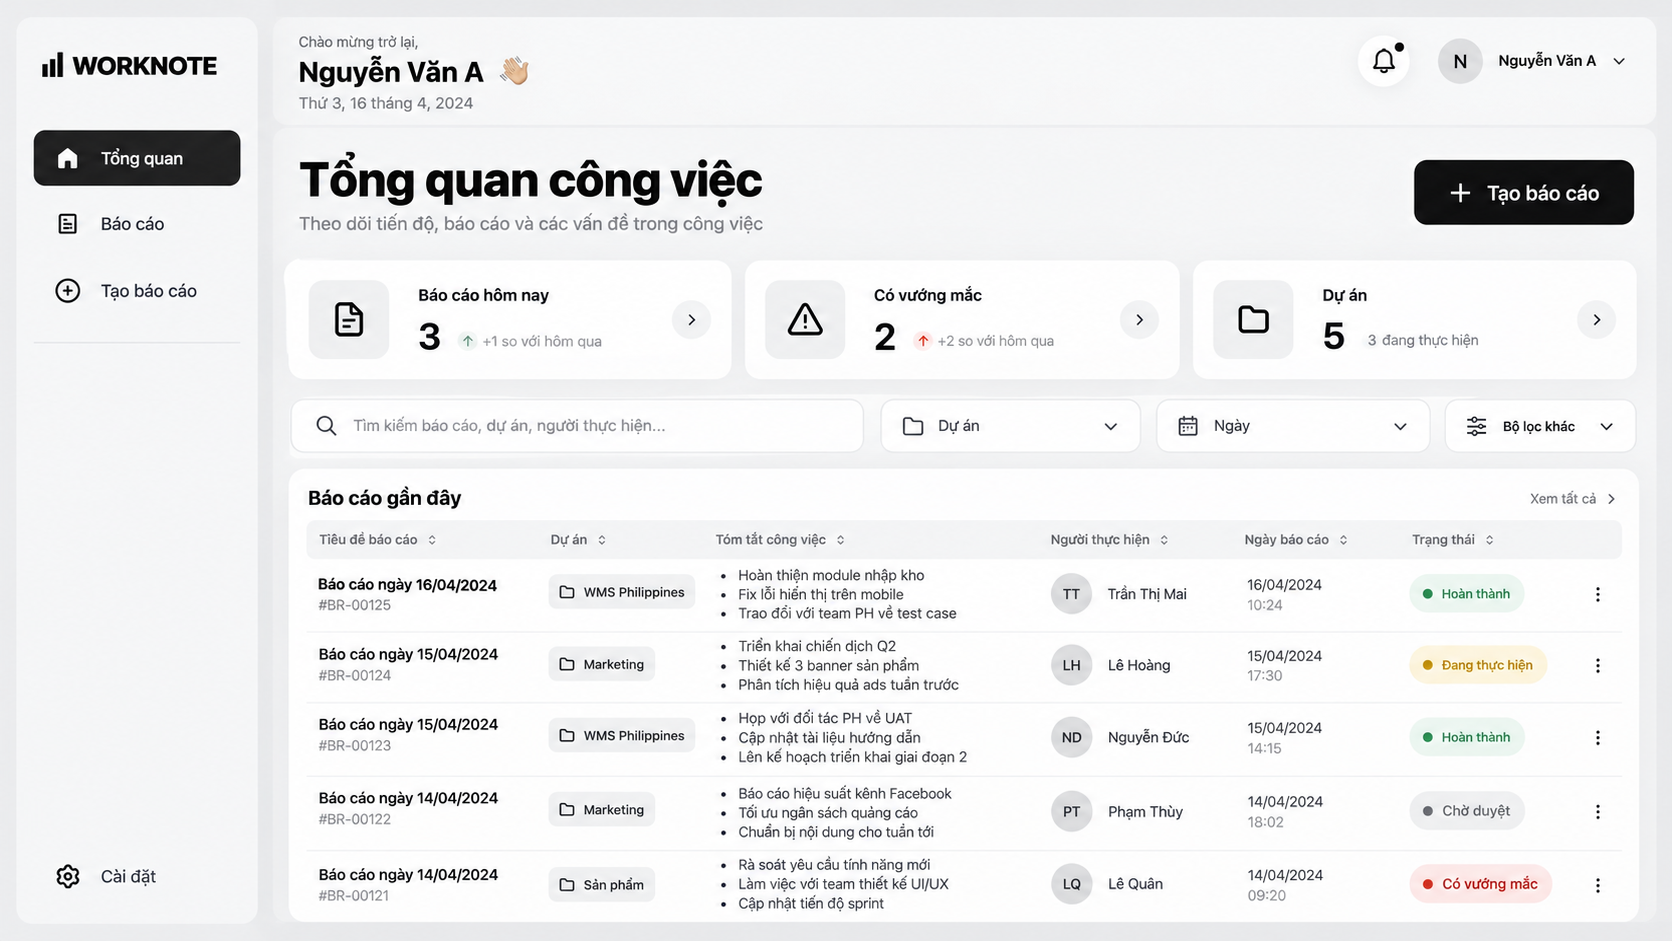 WORKNOTE
Tổng quan
Báo cáo
Tạo báo cáo
Cài đặt
Chào mừng trở lại,
Nguyễn Văn A 👋
Thứ 3, 16 tháng 4, 2024
N
Nguyễn Văn A
Tổng quan công việc
Theo dõi tiến độ, báo cáo và các vấn đề trong công việc
+ Tạo báo cáo
Báo cáo hôm nay
3 ↑ +1 so với hôm qua
Có vướng mắc
2 ↑ +2 so với hôm qua
Dự án
5 3 đang thực hiện
Tìm kiếm báo cáo, dự án, người thực hiện...
Dự án
Ngày
Bộ lọc khác
Báo cáo gần đây
Xem tất cả
Tiêu đề báo cáo
Dự án
Tóm tắt công việc
Người thực hiện
Ngày báo cáo
Trạng thái
Báo cáo ngày 16/04/2024
#BR-00125
WMS Philippines
• Hoàn thiện module nhập kho
• Fix lỗi hiển thị trên mobile
• Trao đổi với team PH về test case
TT
Trần Thị Mai
16/04/2024
10:24
Hoàn thành
Báo cáo ngày 15/04/2024
#BR-00124
Marketing
• Triển khai chiến dịch Q2
• Thiết kế 3 banner sản phẩm
• Phân tích hiệu quả ads tuần trước
LH
Lê Hoàng
15/04/2024
17:30
Đang thực hiện
Báo cáo ngày 15/04/2024
#BR-00123
WMS Philippines
• Họp với đối tác PH về UAT
• Cập nhật tài liệu hướng dẫn
• Lên kế hoạch triển khai giai đoạn 2
ND
Nguyễn Đức
15/04/2024
14:15
Hoàn thành
Báo cáo ngày 14/04/2024
#BR-00122
Marketing
• Báo cáo hiệu suất kênh Facebook
• Tối ưu ngân sách quảng cáo
• Chuẩn bị nội dung cho tuần tới
PT
Phạm Thùy
14/04/2024
18:02
Chờ duyệt
Báo cáo ngày 14/04/2024
#BR-00121
Sản phẩm
• Rà soát yêu cầu tính năng mới
• Làm việc với team thiết kế UI/UX
• Cập nhật tiến độ sprint
LQ
Lê Quân
14/04/2024
09:20
Có vướng mắc